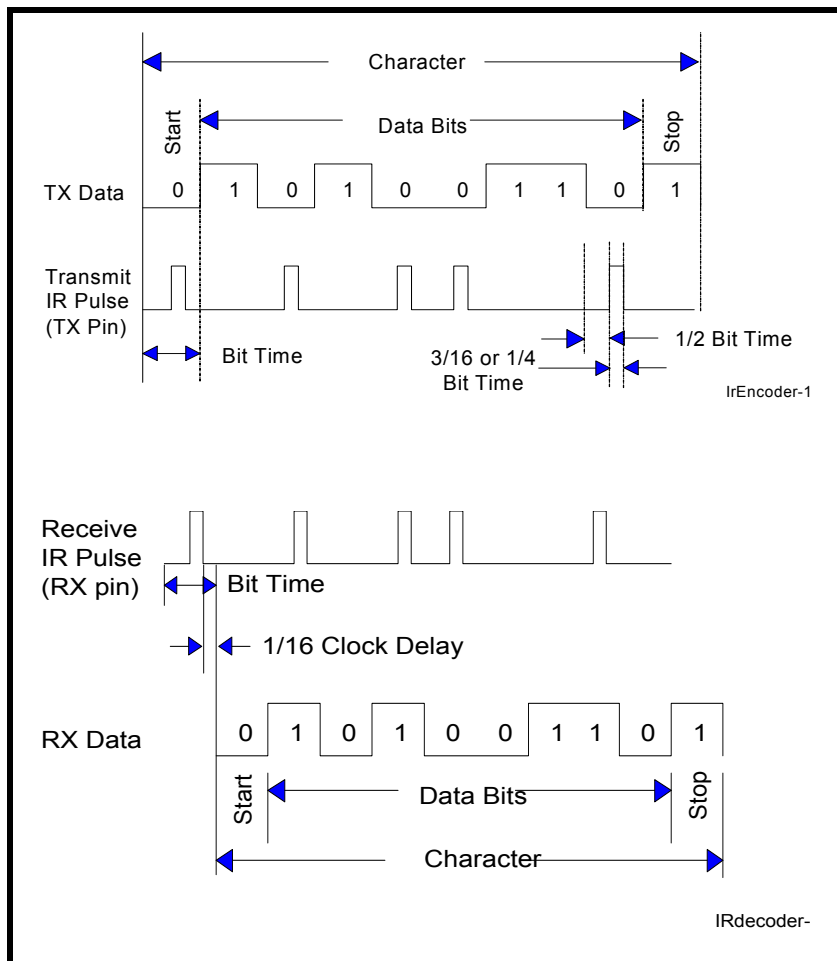 Character
Start
Data Bits
Stop
TX Data
0 1 0 1 0 0 1 1 0 1
Transmit
IR Pulse
(TX Pin)
Bit Time
1/2 Bit Time
3/16 or 1/4
Bit Time
IrEncoder-1
Receive
IR Pulse
(RX pin)
Bit Time
1/16 Clock Delay
RX Data
0 1 0 1 0 0 1 1 0 1
Start
Data Bits
Stop
Character
IRdecoder-